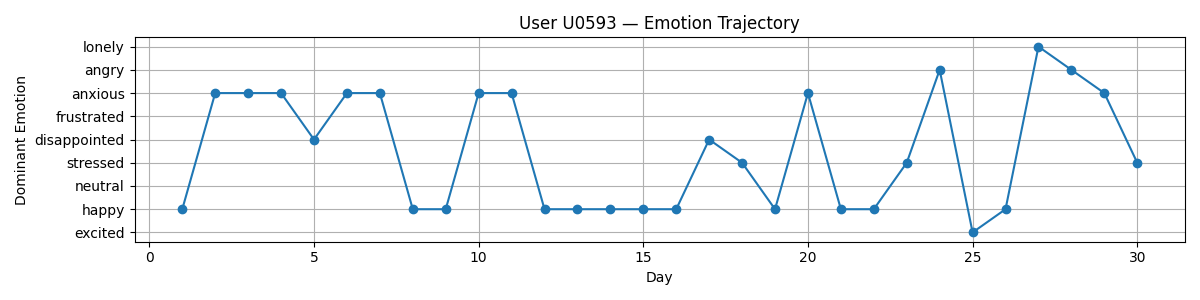 User U0593 — Emotion Trajectory
Dominant Emotion
lonely
angry
anxious
frustrated
disappointed
stressed
neutral
happy
excited
0 5 10 15 20 25 30
Day